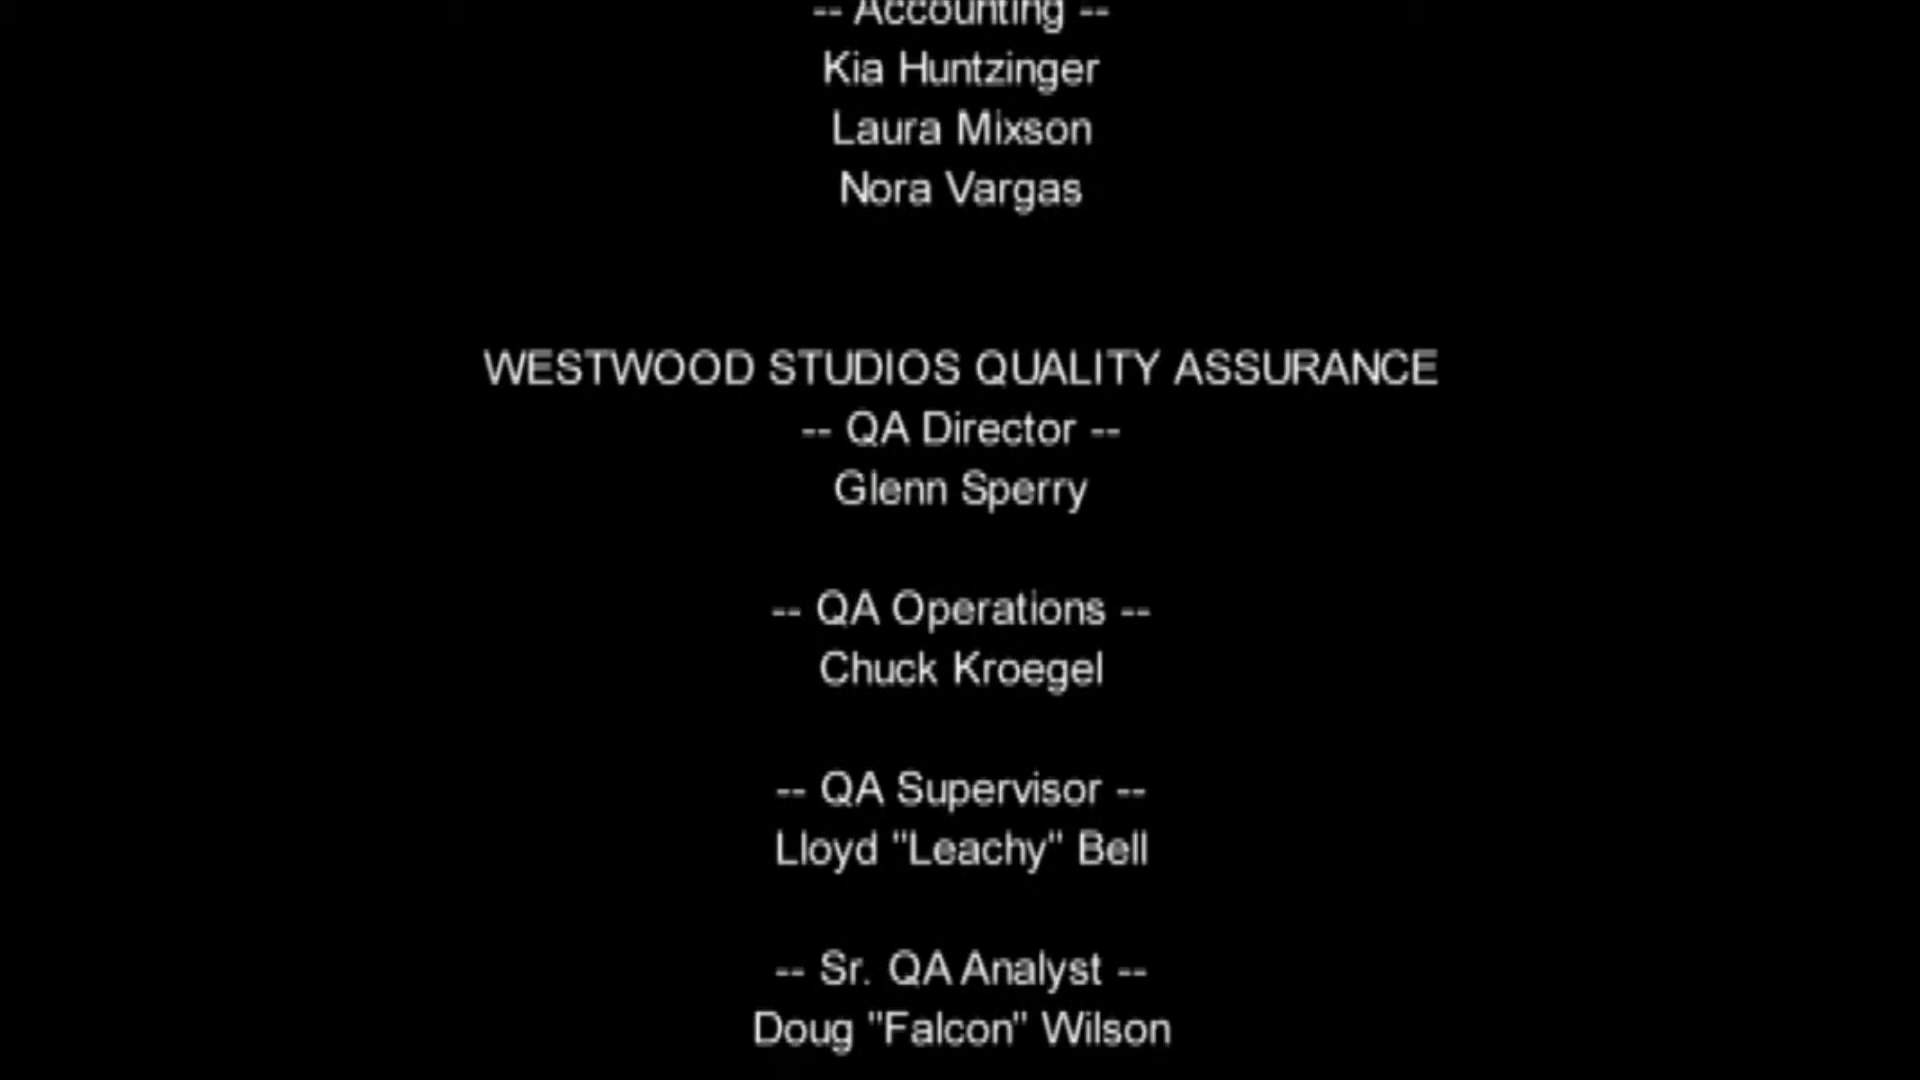 -- Accounting --
Kia Huntzinger
Laura Mixson
Nora Vargas
WESTWOOD STUDIOS QUALITY ASSURANCE
-- QA Director --
Glenn Sperry
-- QA Operations --
Chuck Kroegel
-- QA Supervisor --
Lloyd "Leachy" Bell
-- Sr. QA Analyst --
Doug "Falcon" Wilson